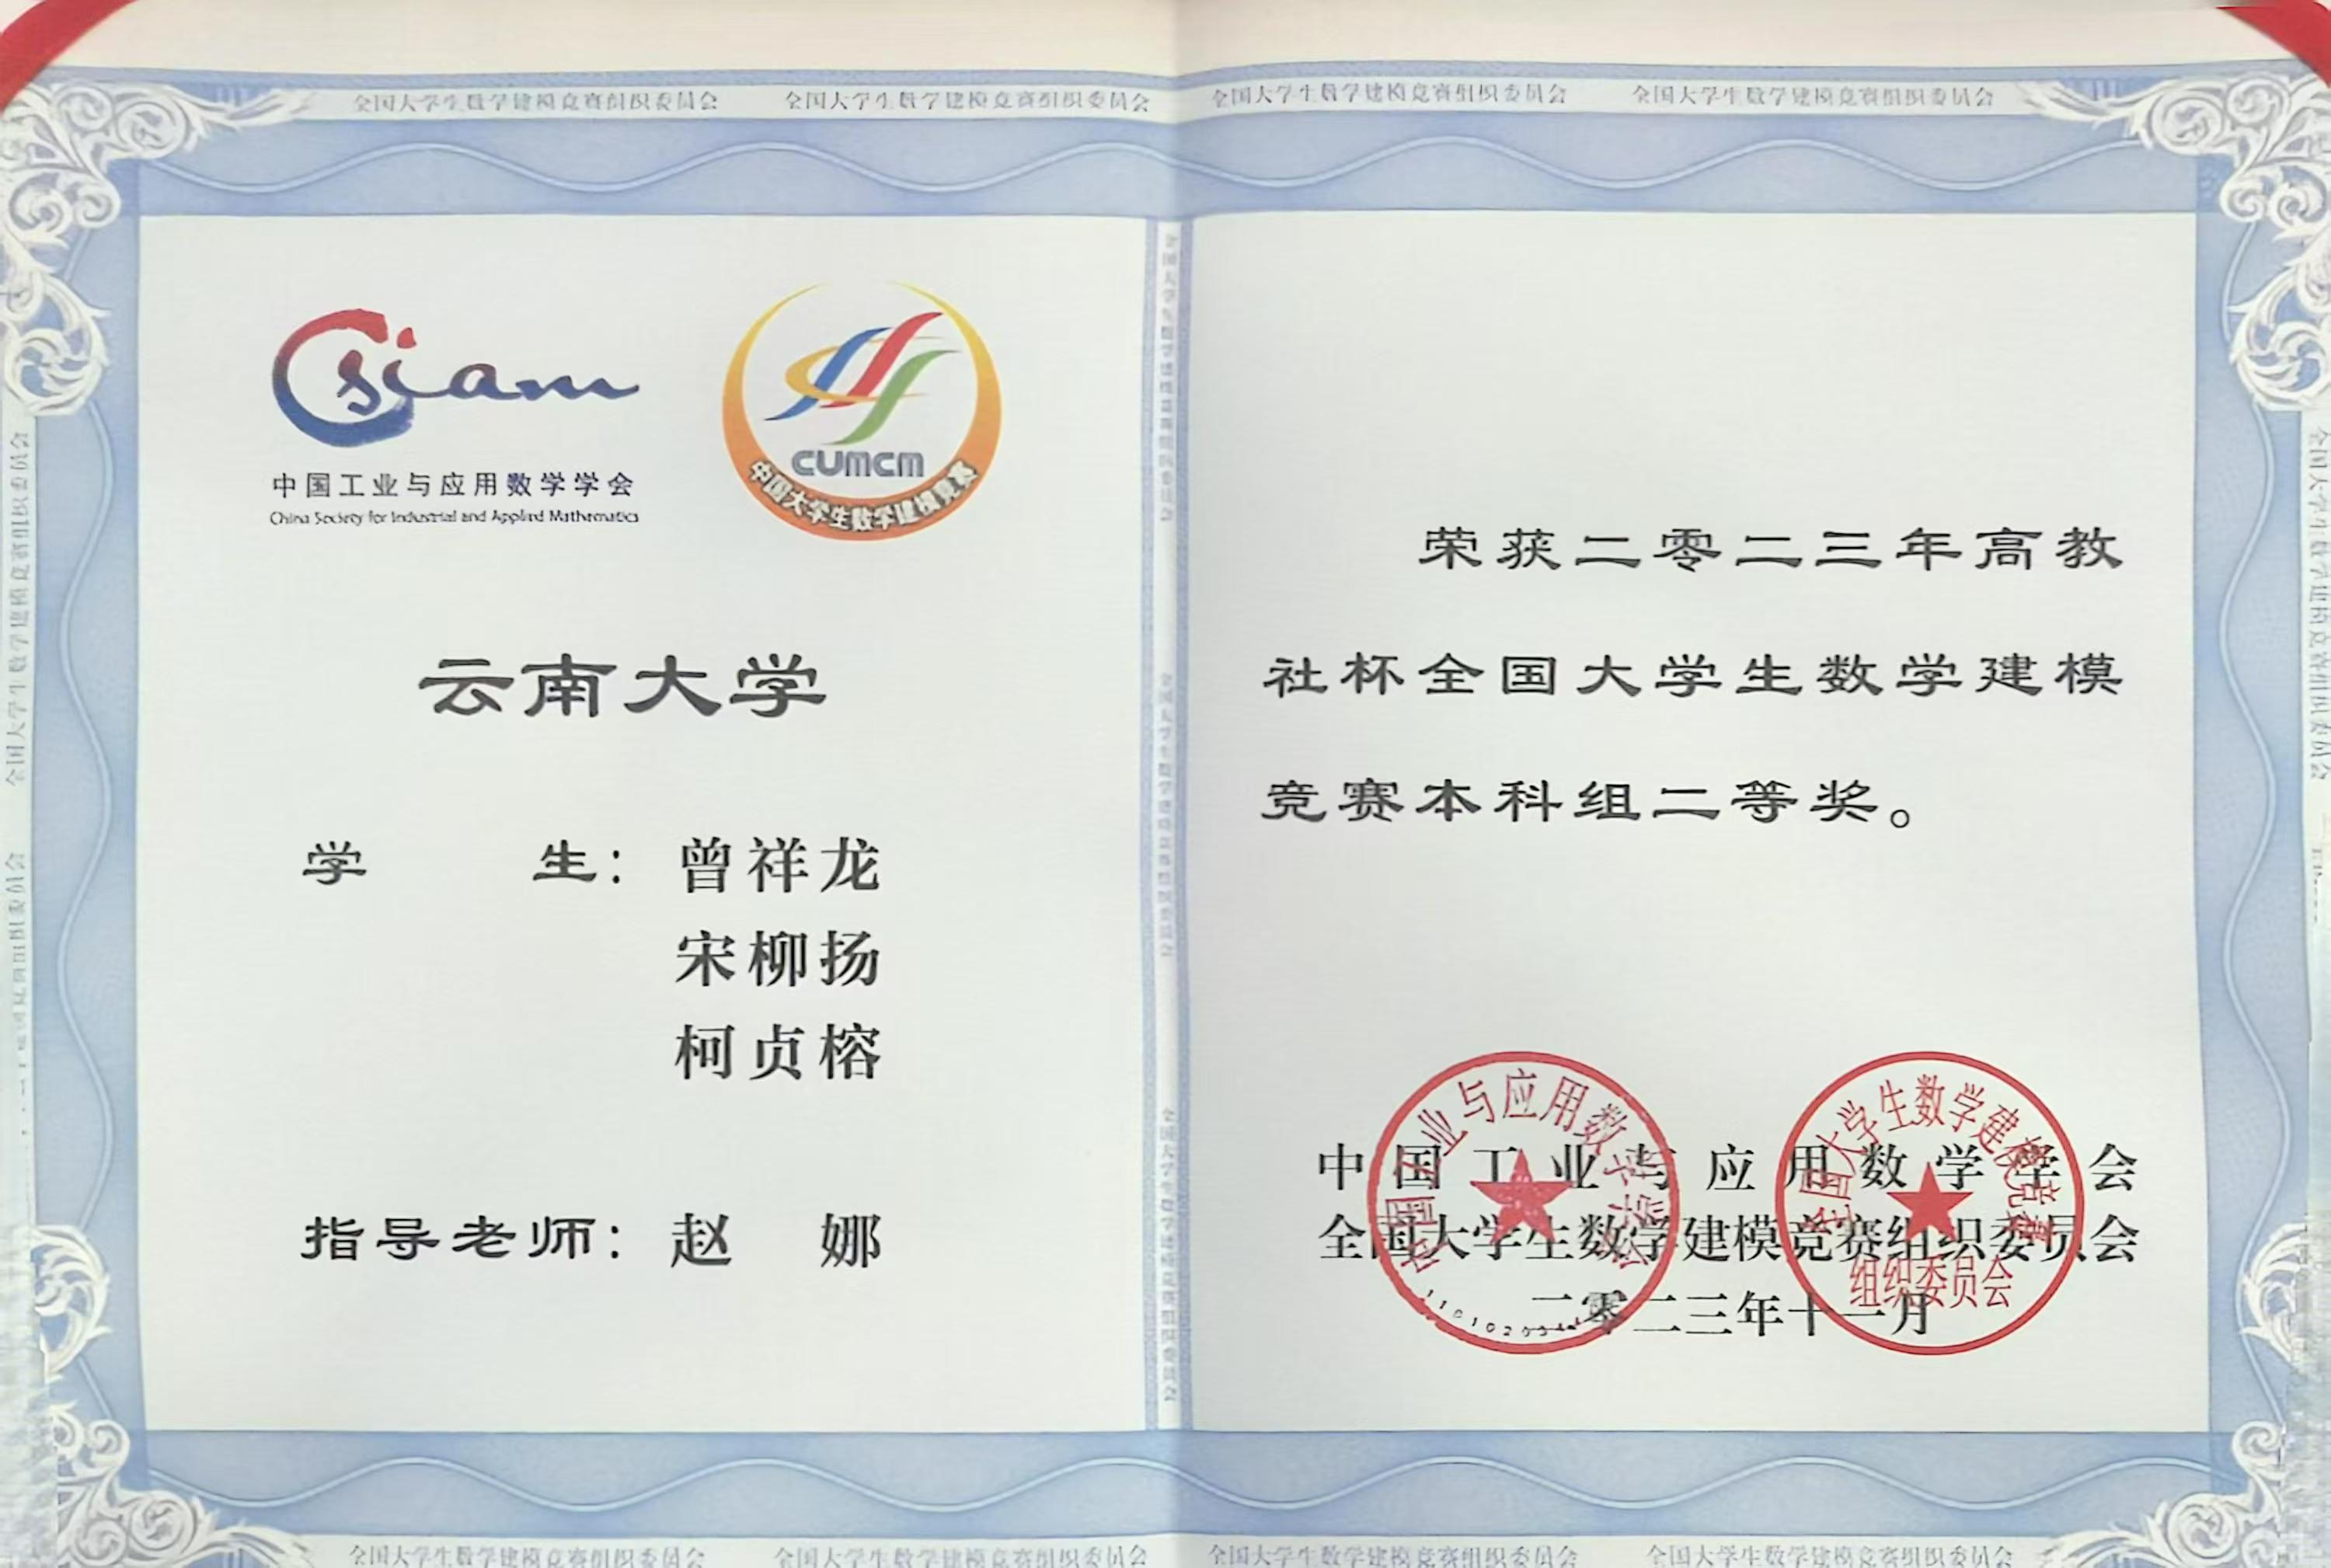 全国大学生数学建模竞赛组织委员会 全国大学生数学建模竞赛组织委员会 全国大学生数学建模竞赛组织委员会 全国大学生数学建模竞赛组织委员会
csiam
中国工业与应用数学学会
China Society for Industrial and Applied Mathematics
CUMCM
中国大学生数学建模竞赛
云南大学
学 生：曾祥龙
宋柳扬
柯贞榕
指导老师：赵 娜
荣获二零二三年高教
社杯全国大学生数学建模
竞赛本科组二等奖。
中国工业与应用数学学会
全国大学生数学建模竞赛组织委员会
二零二三年十一月
中国工业与应用数学学会
全国大学生数学建模竞赛
组织委员会
全国大学生数学建模竞赛组织委员会 全国大学生数学建模竞赛组织委员会 全国大学生数学建模竞赛组织委员会 全国大学生数学建模竞赛组织委员会